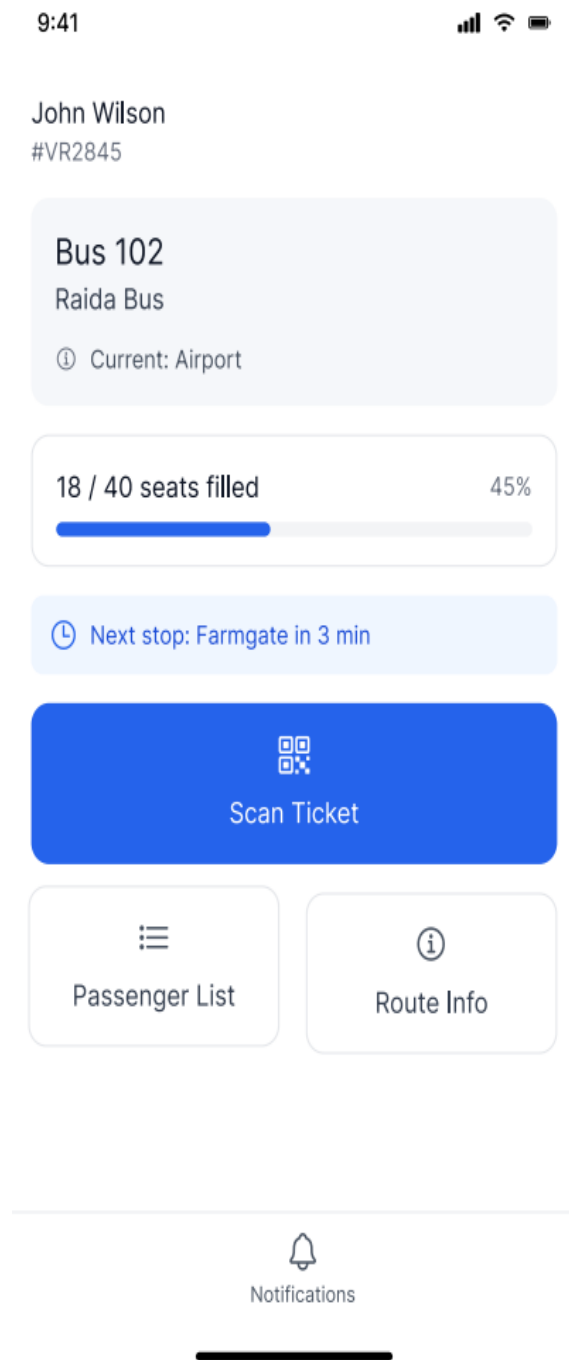 9:41
John Wilson
#VR2845
Bus 102
Raida Bus
Current: Airport
18 / 40 seats filled
45%
Next stop: Farmgate in 3 min
Scan Ticket
Passenger List
Route Info
Notifications